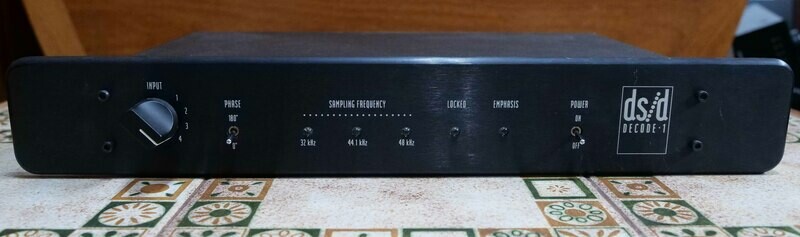 INPUT
1
2
3
4
PHASE
180°
0°
SAMPLING FREQUENCY
32 kHz
44.1 kHz
48 kHz
LOCKED
EMPHASIS
POWER
ON
OFF
ds/d
DECODE-1